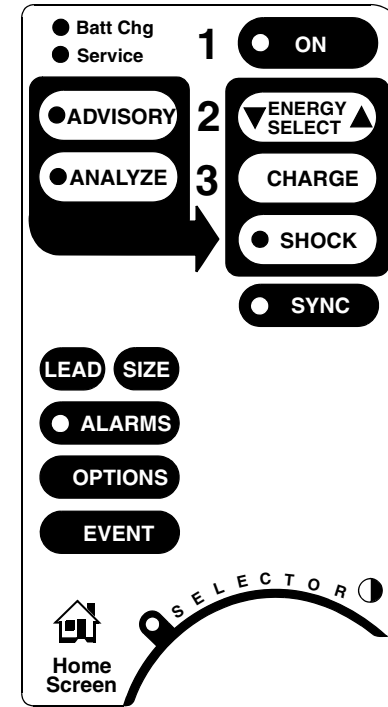 Batt Chg
Service
1
ON
ADVISORY
2
ENERGY
SELECT
ANALYZE
3
CHARGE
SHOCK
SYNC
LEAD
SIZE
ALARMS
OPTIONS
EVENT
SELECTOR
Home
Screen